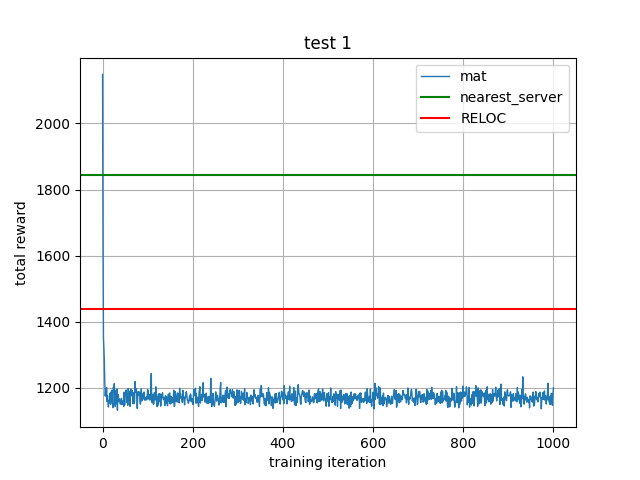 test 1
mat
nearest_server
RELOC
total reward
2000
1800
1600
1400
1200
0
200
400
600
800
1000
training iteration